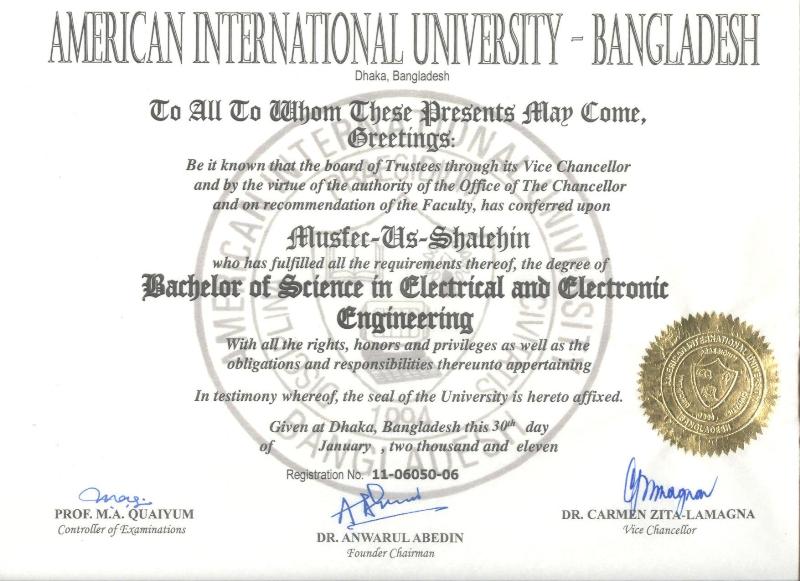 AMERICAN INTERNATIONAL UNIVERSITY - BANGLADESH
Dhaka, Bangladesh
To All To Whom These Presents May Come,
Greetings:
Be it known that the board of Trustees through its Vice Chancellor
and by the virtue of the authority of the Office of The Chancellor
and on recommendation of the Faculty, has conferred upon
Musfec-Us-Shalehin
who has fulfilled all the requirements thereof, the degree of
Bachelor of Science in Electrical and Electronic
Engineering
With all the rights, honors and privileges as well as the
obligations and responsibilities thereunto appertaining
In testimony whereof, the seal of the University is hereto affixed.
Given at Dhaka, Bangladesh this 30th day
of January , two thousand and eleven
Registration No. 11-06050-06
PROF. M.A. QUAIYUM
Controller of Examinations
DR. ANWARUL ABEDIN
Founder Chairman
DR. CARMEN ZITA-LAMAGNA
Vice Chancellor
AMERICAN INTERNATIONAL UNIVERSITY
BANGLADESH
1994